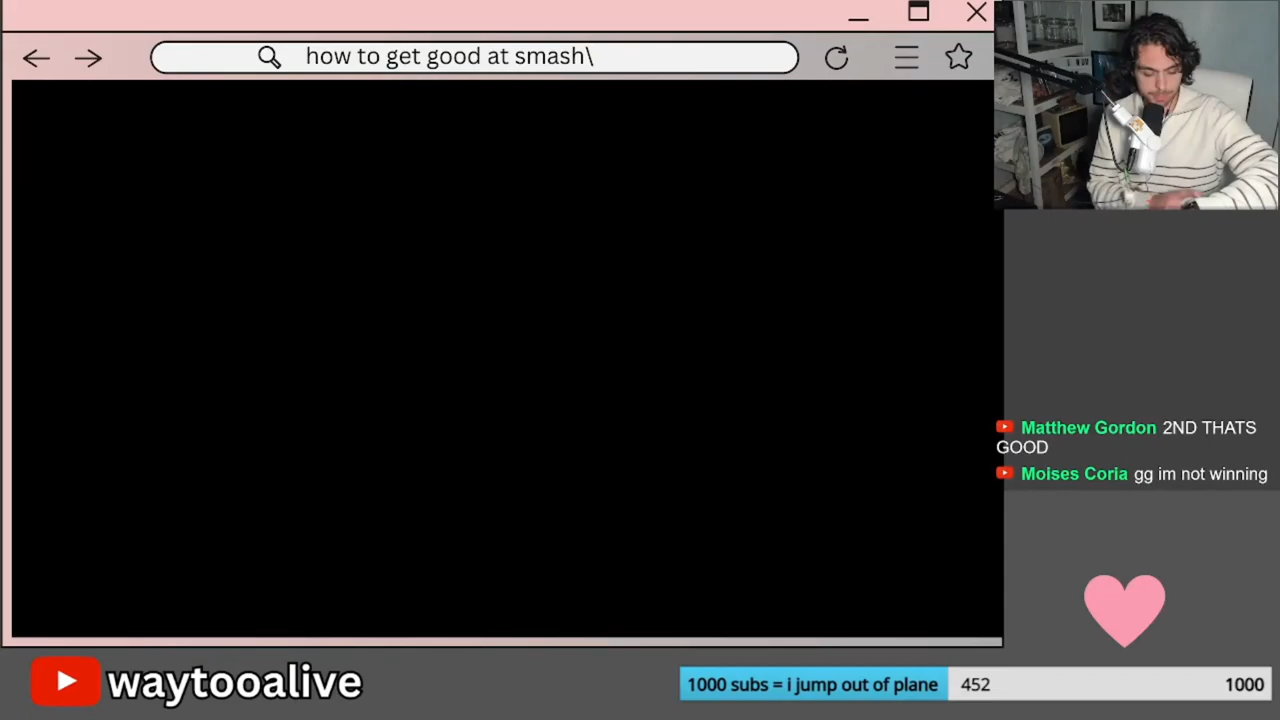 how to get good at smash\
Matthew Gordon 2ND THATS
GOOD
Moises Coria gg im not winning
waytooalive
1000 subs = i jump out of plane 452 1000